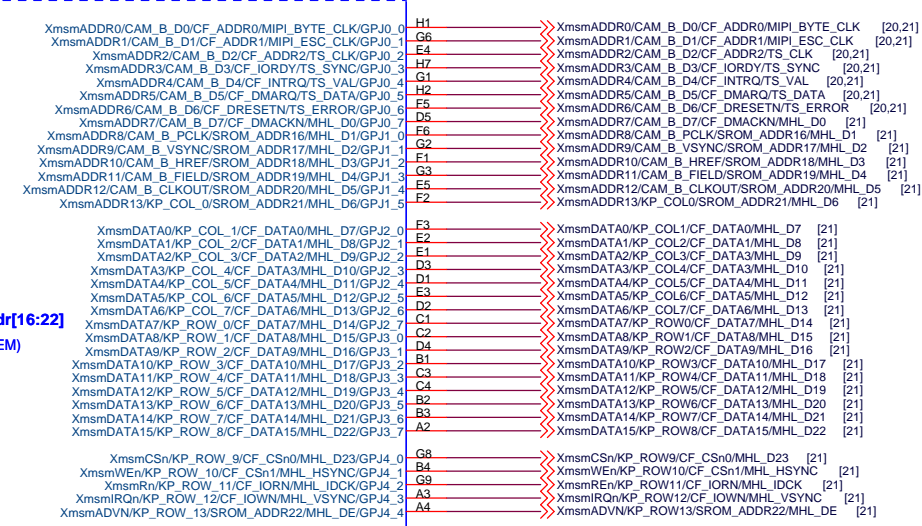 XmsmADDR0/CAM_B_D0/CF_ADDR0/MIPI_BYTE_CLK/GPJ0_0 H1 XmsmADDR0/CAM_B_D0/CF_ADDR0/MIPI_BYTE_CLK [20,21]
XmsmADDR1/CAM_B_D1/CF_ADDR1/MIPI_ESC_CLK/GPJ0_1 G6 XmsmADDR1/CAM_B_D1/CF_ADDR1/MIPI_ESC_CLK [20,21]
XmsmADDR2/CAM_B_D2/CF_ADDR2/TS_CLK/GPJ0_2 E4 XmsmADDR2/CAM_B_D2/CF_ADDR2/TS_CLK [20,21]
XmsmADDR3/CAM_B_D3/CF_IORDY/TS_SYNC/GPJ0_3 H7 XmsmADDR3/CAM_B_D3/CF_IORDY/TS_SYNC [20,21]
XmsmADDR4/CAM_B_D4/CF_INTRQ/TS_VAL/GPJ0_4 G1 XmsmADDR4/CAM_B_D4/CF_INTRQ/TS_VAL [20,21]
XmsmADDR5/CAM_B_D5/CF_DMARQ/TS_DATA/GPJ0_5 H2 XmsmADDR5/CAM_B_D5/CF_DMARQ/TS_DATA [20,21]
XmsmADDR6/CAM_B_D6/CF_DRESETN/TS_ERROR/GPJ0_6 F5 XmsmADDR6/CAM_B_D6/CF_DRESETN/TS_ERROR [20,21]
XmsmADDR7/CAM_B_D7/CF_DMACKN/MHL_D0/GPJ0_7 D5 XmsmADDR7/CAM_B_D7/CF_DMACKN/MHL_D0 [21]
XmsmADDR8/CAM_B_PCLK/SROM_ADDR16/MHL_D1/GPJ1_0 F6 XmsmADDR8/CAM_B_PCLK/SROM_ADDR16/MHL_D1 [21]
XmsmADDR9/CAM_B_VSYNC/SROM_ADDR17/MHL_D2/GPJ1_1 G2 XmsmADDR9/CAM_B_VSYNC/SROM_ADDR17/MHL_D2 [21]
XmsmADDR10/CAM_B_HREF/SROM_ADDR18/MHL_D3/GPJ1_2 F1 XmsmADDR10/CAM_B_HREF/SROM_ADDR18/MHL_D3 [21]
XmsmADDR11/CAM_B_FIELD/SROM_ADDR19/MHL_D4/GPJ1_3 G3 XmsmADDR11/CAM_B_FIELD/SROM_ADDR19/MHL_D4 [21]
XmsmADDR12/CAM_B_CLKOUT/SROM_ADDR20/MHL_D5/GPJ1_4 E5 XmsmADDR12/CAM_B_CLKOUT/SROM_ADDR20/MHL_D5 [21]
XmsmADDR13/KP_COL_0/SROM_ADDR21/MHL_D6/GPJ1_5 F2 XmsmADDR13/KP_COL0/SROM_ADDR21/MHL_D6 [21]
XmsmDATA0/KP_COL_1/CF_DATA0/MHL_D7/GPJ2_0 F3 XmsmDATA0/KP_COL1/CF_DATA0/MHL_D7 [21]
XmsmDATA1/KP_COL_2/CF_DATA1/MHL_D8/GPJ2_1 E2 XmsmDATA1/KP_COL2/CF_DATA1/MHL_D8 [21]
XmsmDATA2/KP_COL_3/CF_DATA2/MHL_D9/GPJ2_2 E1 XmsmDATA2/KP_COL3/CF_DATA2/MHL_D9 [21]
XmsmDATA3/KP_COL_4/CF_DATA3/MHL_D10/GPJ2_3 D3 XmsmDATA3/KP_COL4/CF_DATA3/MHL_D10 [21]
XmsmDATA4/KP_COL_5/CF_DATA4/MHL_D11/GPJ2_4 D1 XmsmDATA4/KP_COL5/CF_DATA4/MHL_D11 [21]
XmsmDATA5/KP_COL_6/CF_DATA5/MHL_D12/GPJ2_5 E3 XmsmDATA5/KP_COL6/CF_DATA5/MHL_D12 [21]
XmsmDATA6/KP_COL_7/CF_DATA6/MHL_D13/GPJ2_6 D2 XmsmDATA6/KP_COL7/CF_DATA6/MHL_D13 [21]
dr[16:22] XmsmDATA7/KP_ROW_0/CF_DATA7/MHL_D14/GPJ2_7 C1 XmsmDATA7/KP_ROW0/CF_DATA7/MHL_D14 [21]
XmsmDATA8/KP_ROW_1/CF_DATA8/MHL_D15/GPJ3_0 C2 XmsmDATA8/KP_ROW1/CF_DATA8/MHL_D15 [21]
EM) XmsmDATA9/KP_ROW_2/CF_DATA9/MHL_D16/GPJ3_1 D4 XmsmDATA9/KP_ROW2/CF_DATA9/MHL_D16 [21]
XmsmDATA10/KP_ROW_3/CF_DATA10/MHL_D17/GPJ3_2 B1 XmsmDATA10/KP_ROW3/CF_DATA10/MHL_D17 [21]
XmsmDATA11/KP_ROW_4/CF_DATA11/MHL_D18/GPJ3_3 C3 XmsmDATA11/KP_ROW4/CF_DATA11/MHL_D18 [21]
XmsmDATA12/KP_ROW_5/CF_DATA12/MHL_D19/GPJ3_4 C4 XmsmDATA12/KP_ROW5/CF_DATA12/MHL_D19 [21]
XmsmDATA13/KP_ROW_6/CF_DATA13/MHL_D20/GPJ3_5 B2 XmsmDATA13/KP_ROW6/CF_DATA13/MHL_D20 [21]
XmsmDATA14/KP_ROW_7/CF_DATA14/MHL_D21/GPJ3_6 B3 XmsmDATA14/KP_ROW7/CF_DATA14/MHL_D21 [21]
XmsmDATA15/KP_ROW_8/CF_DATA15/MHL_D22/GPJ3_7 A2 XmsmDATA15/KP_ROW8/CF_DATA15/MHL_D22 [21]
XmsmCSn/KP_ROW_9/CF_CSn0/MHL_D23/GPJ4_0 G8 XmsmCSn/KP_ROW9/CF_CSn0/MHL_D23 [21]
XmsmWEn/KP_ROW_10/CF_CSn1/MHL_HSYNC/GPJ4_1 B4 XmsmWEn/KP_ROW10/CF_CSn1/MHL_HSYNC [21]
XmsmRn/KP_ROW_11/CF_IORN/MHL_IDCK/GPJ4_2 G9 XmsmREn/KP_ROW11/CF_IORN/MHL_IDCK [21]
XmsmIRQn/KP_ROW_12/CF_IOWN/MHL_VSYNC/GPJ4_3 A3 XmsmIRQn/KP_ROW12/CF_IOWN/MHL_VSYNC [21]
XmsmADVN/KP_ROW_13/SROM_ADDR22/MHL_DE/GPJ4_4 A4 XmsmADVN/KP_ROW13/SROM_ADDR22/MHL_DE [21]